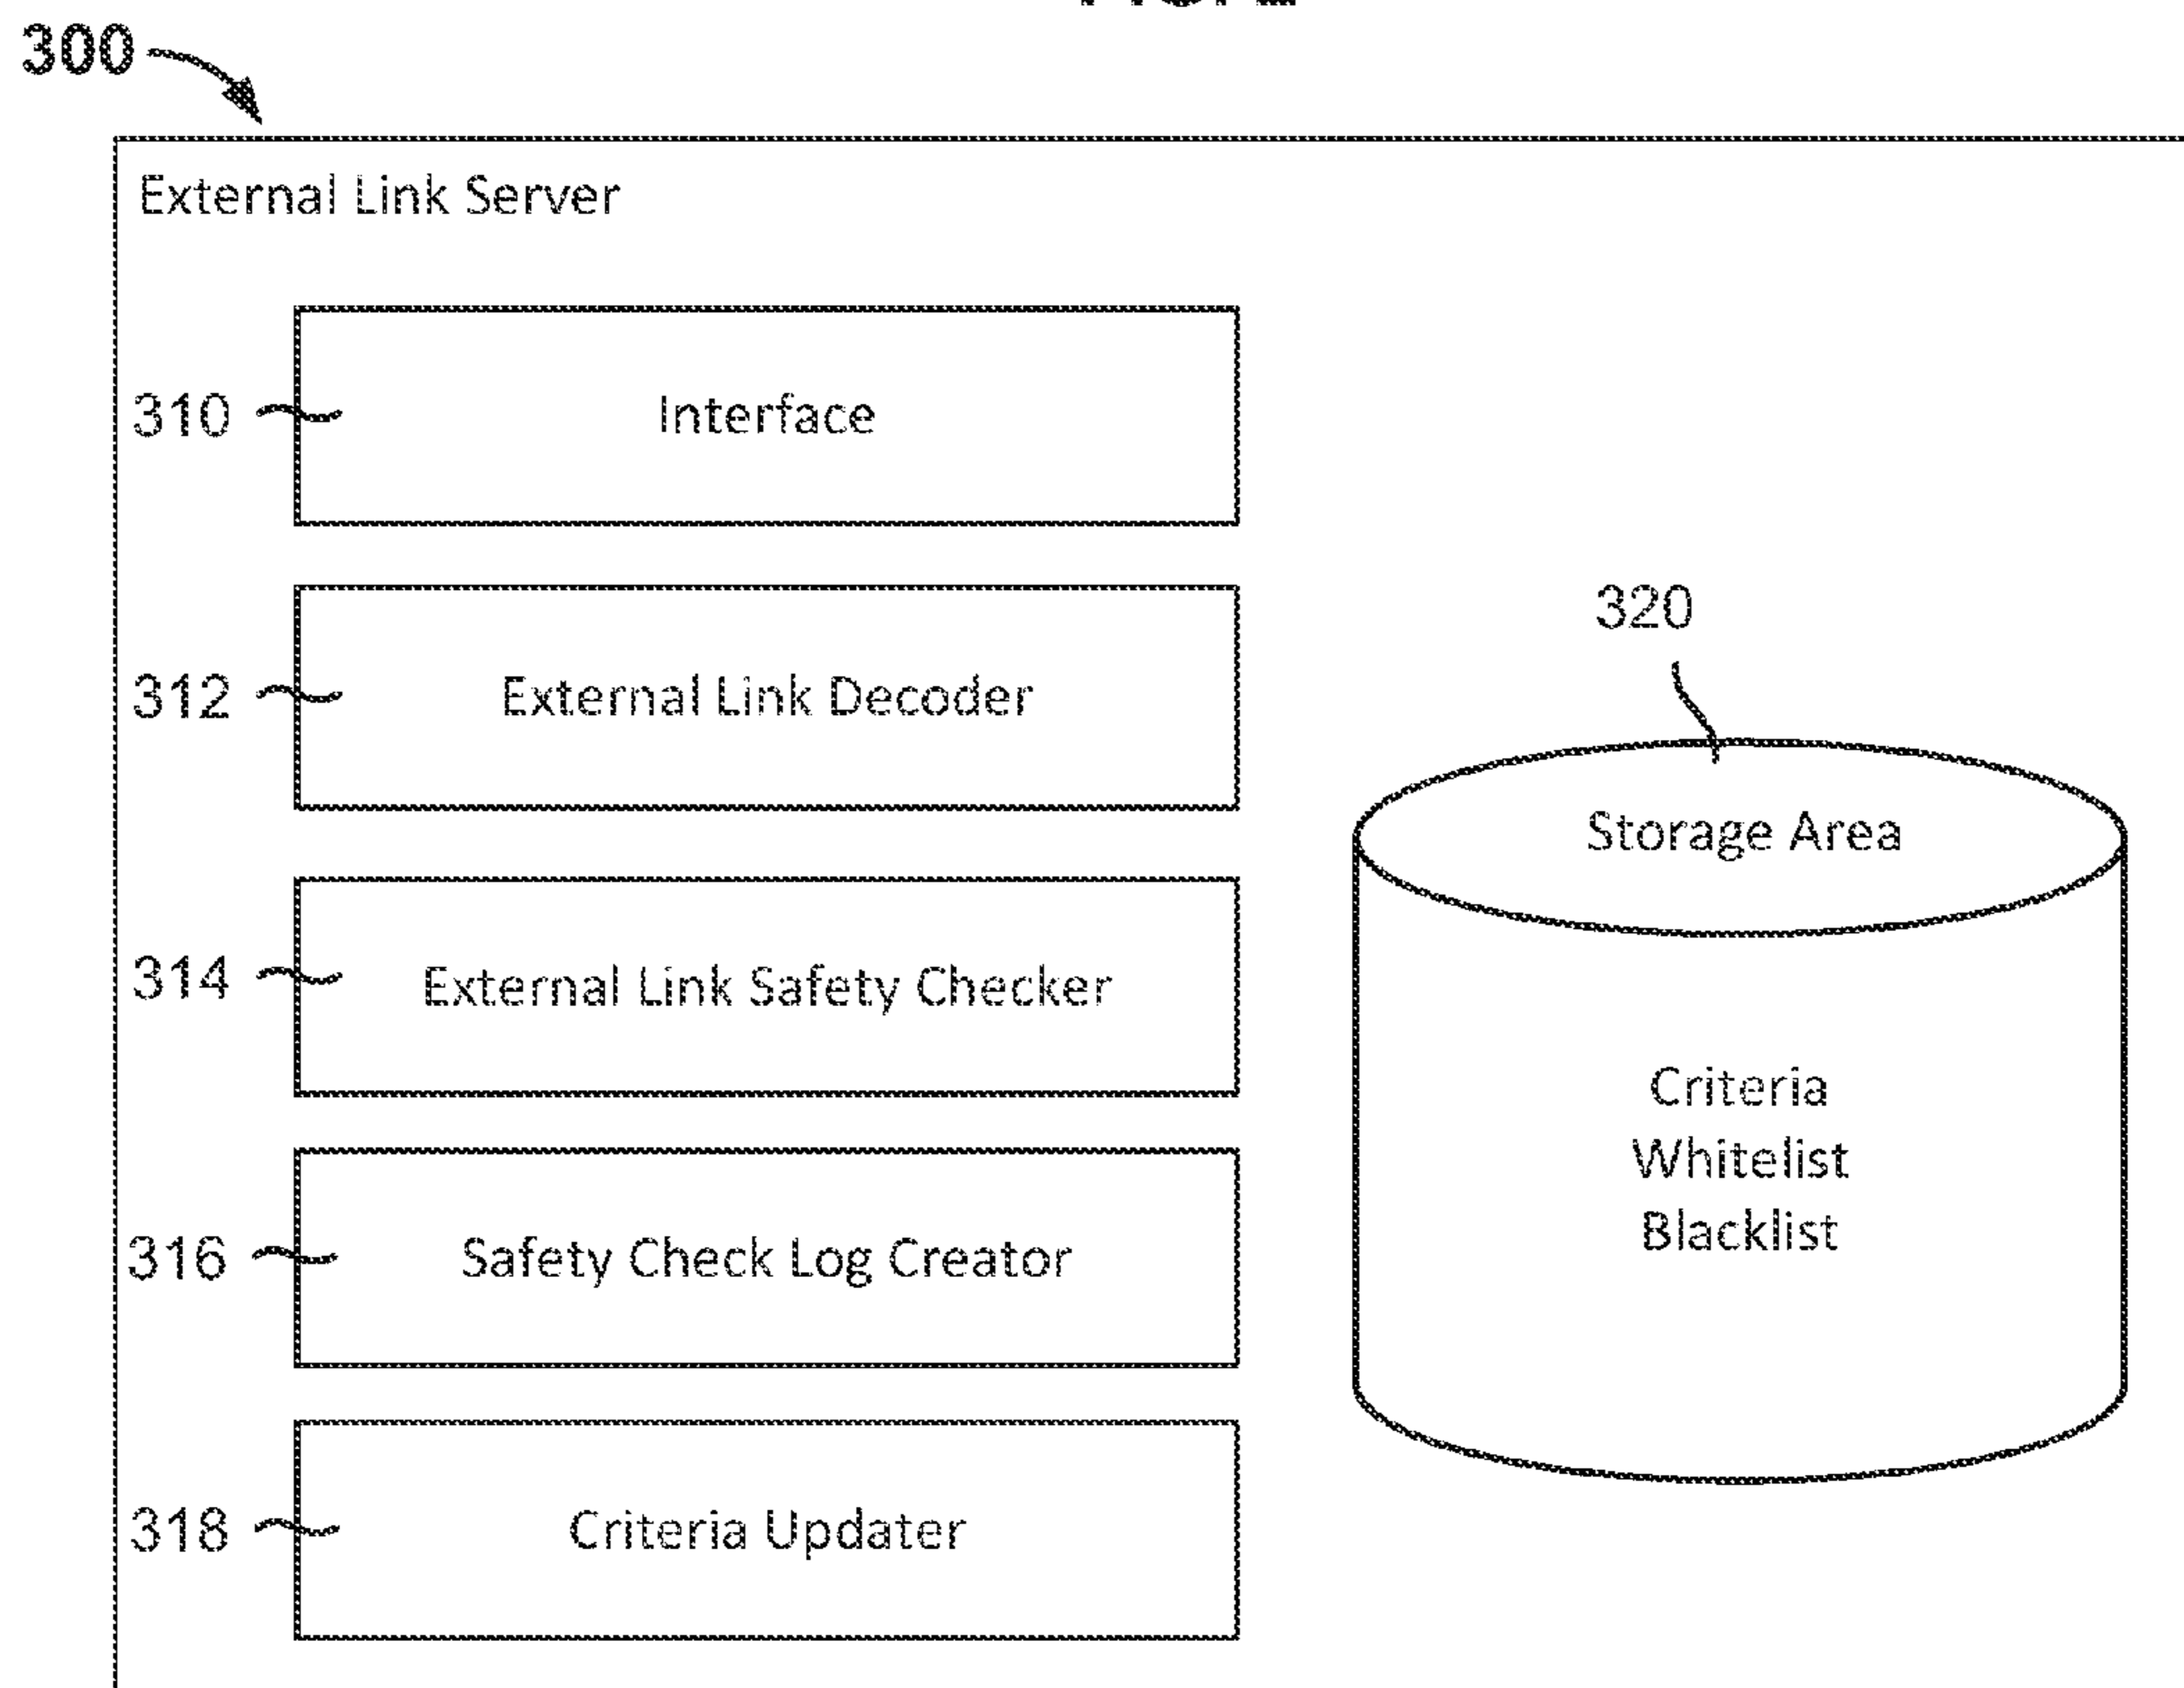 300
External Link Server
310
Interface
312
External Link Decoder
314
External Link Safety Checker
316
Safety Check Log Creator
318
Criteria Updater
320
Storage Area
Criteria
Whitelist
Blacklist